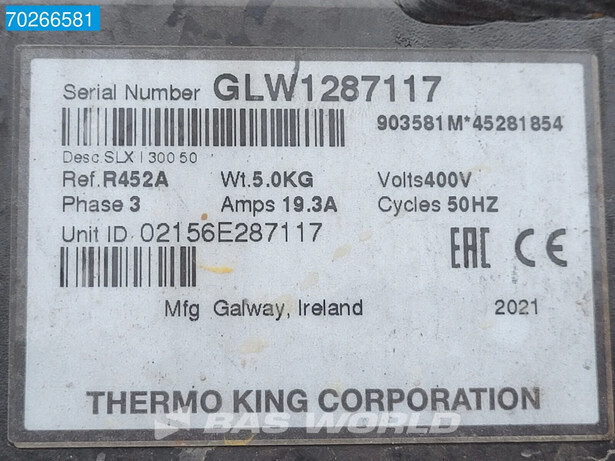 70266581
Serial Number GLW1287117
903581M*45281854
Desc.SLX I 300 50
Ref.R452A Wt.5.0KG Volts400V
Phase 3 Amps 19.3A Cycles 50HZ
Unit ID 02156E287117
EAC CE
Mfg Galway, Ireland 2021
THERMO KING CORPORATION
BAS WORLD